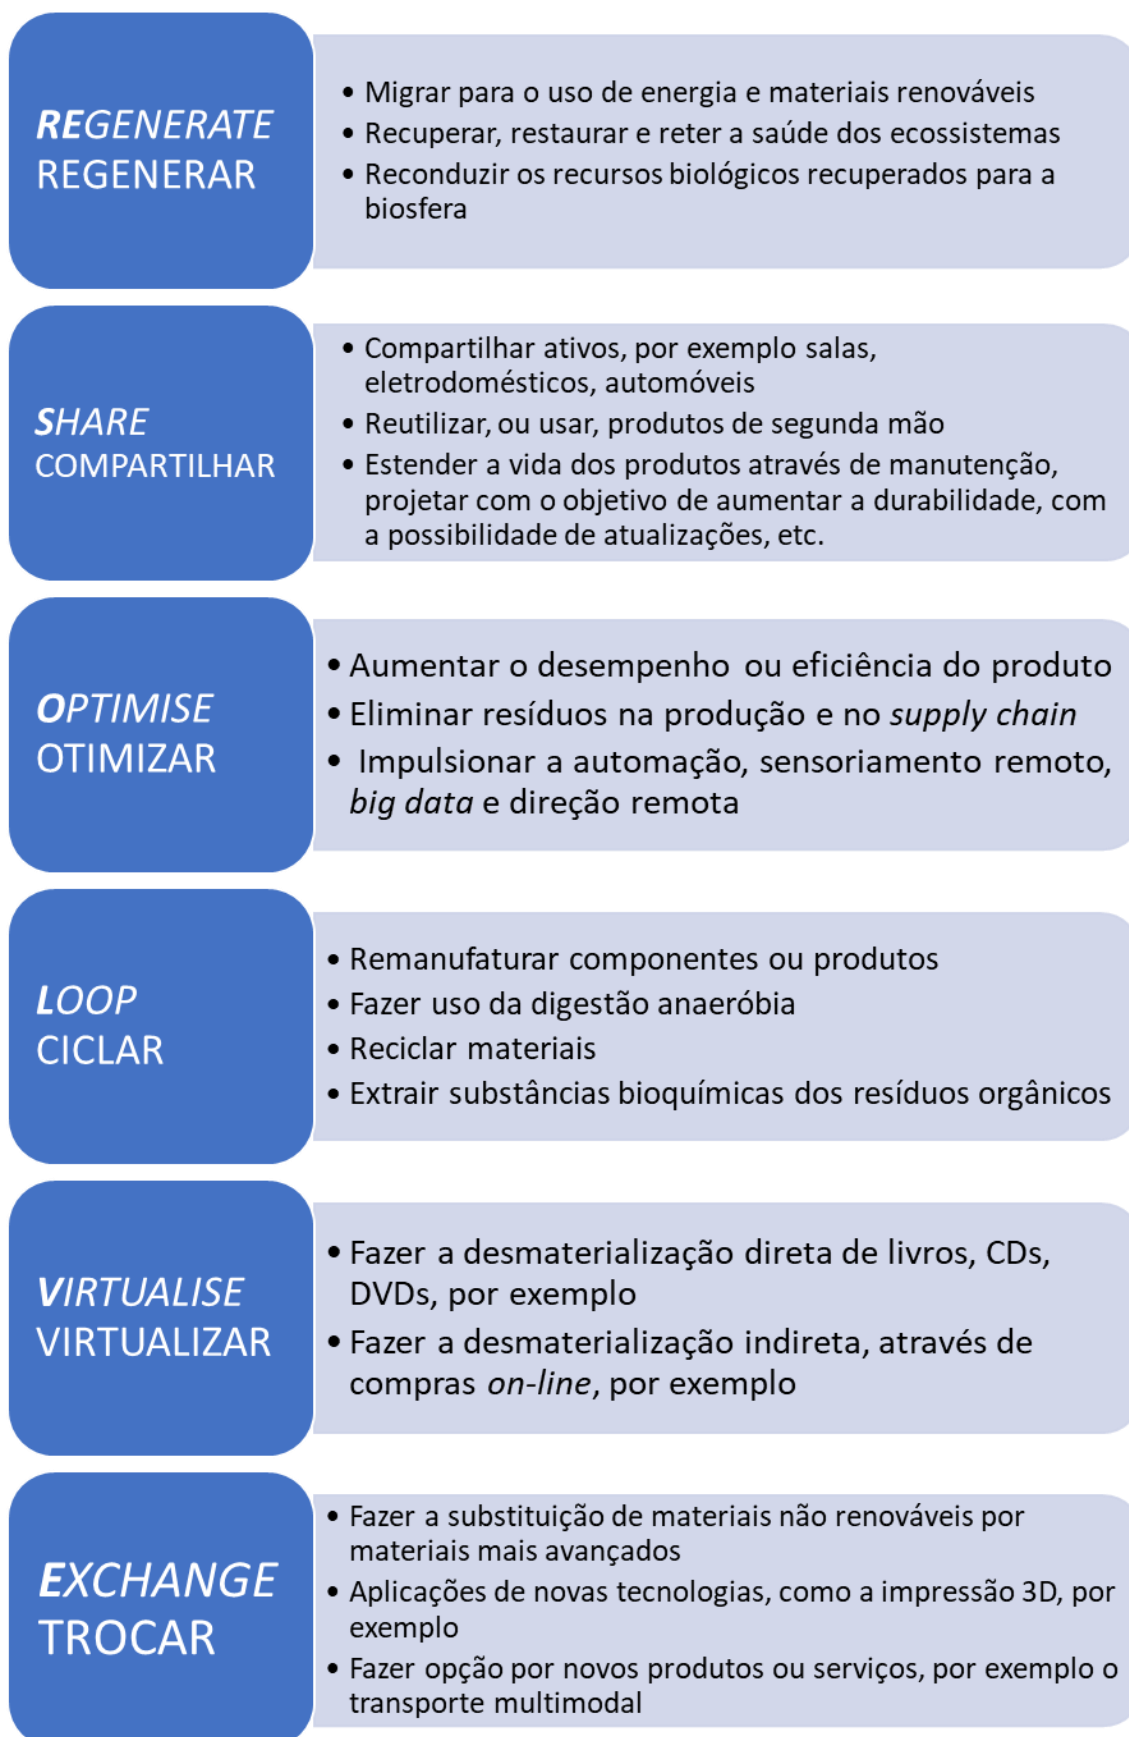 REGENERATE
REGENERAR
• Migrar para o uso de energia e materiais renováveis
• Recuperar, restaurar e reter a saúde dos ecossistemas
• Reconduzir os recursos biológicos recuperados para a
biosfera
SHARE
COMPARTILHAR
• Compartilhar ativos, por exemplo salas,
eletrodomésticos, automóveis
• Reutilizar, ou usar, produtos de segunda mão
• Estender a vida dos produtos através de manutenção,
projetar com o objetivo de aumentar a durabilidade, com
a possibilidade de atualizações, etc.
OPTIMISE
OTIMIZAR
• Aumentar o desempenho ou eficiência do produto
• Eliminar resíduos na produção e no supply chain
• Impulsionar a automação, sensoriamento remoto,
big data e direção remota
LOOP
CICLAR
• Remanufaturar componentes ou produtos
• Fazer uso da digestão anaeróbia
• Reciclar materiais
• Extrair substâncias bioquímicas dos resíduos orgânicos
VIRTUALISE
VIRTUALIZAR
• Fazer a desmaterialização direta de livros, CDs,
DVDs, por exemplo
• Fazer a desmaterialização indireta, através de
compras on-line, por exemplo
EXCHANGE
TROCAR
• Fazer a substituição de materiais não renováveis por
materiais mais avançados
• Aplicações de novas tecnologias, como a impressão 3D, por
exemplo
• Fazer opção por novos produtos ou serviços, por exemplo o
transporte multimodal